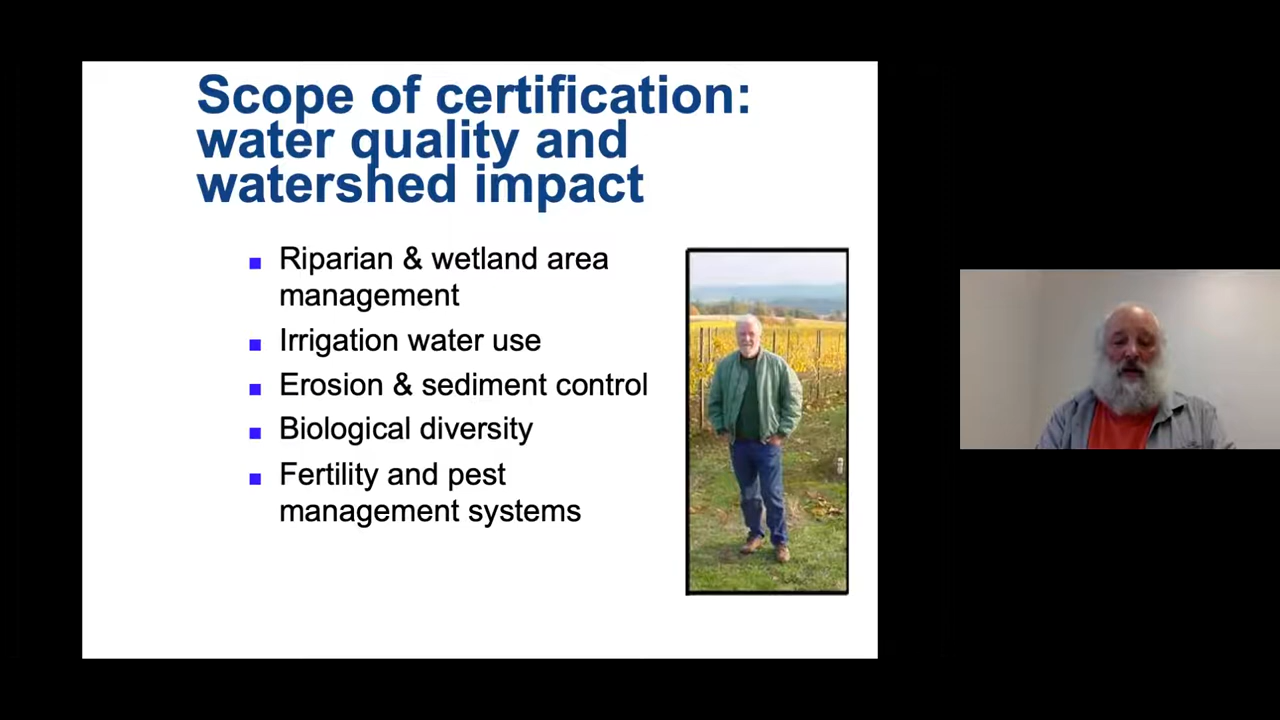 Scope of certification:
water quality and
watershed impact
Riparian & wetland area
management
Irrigation water use
Erosion & sediment control
Biological diversity
Fertility and pest
management systems